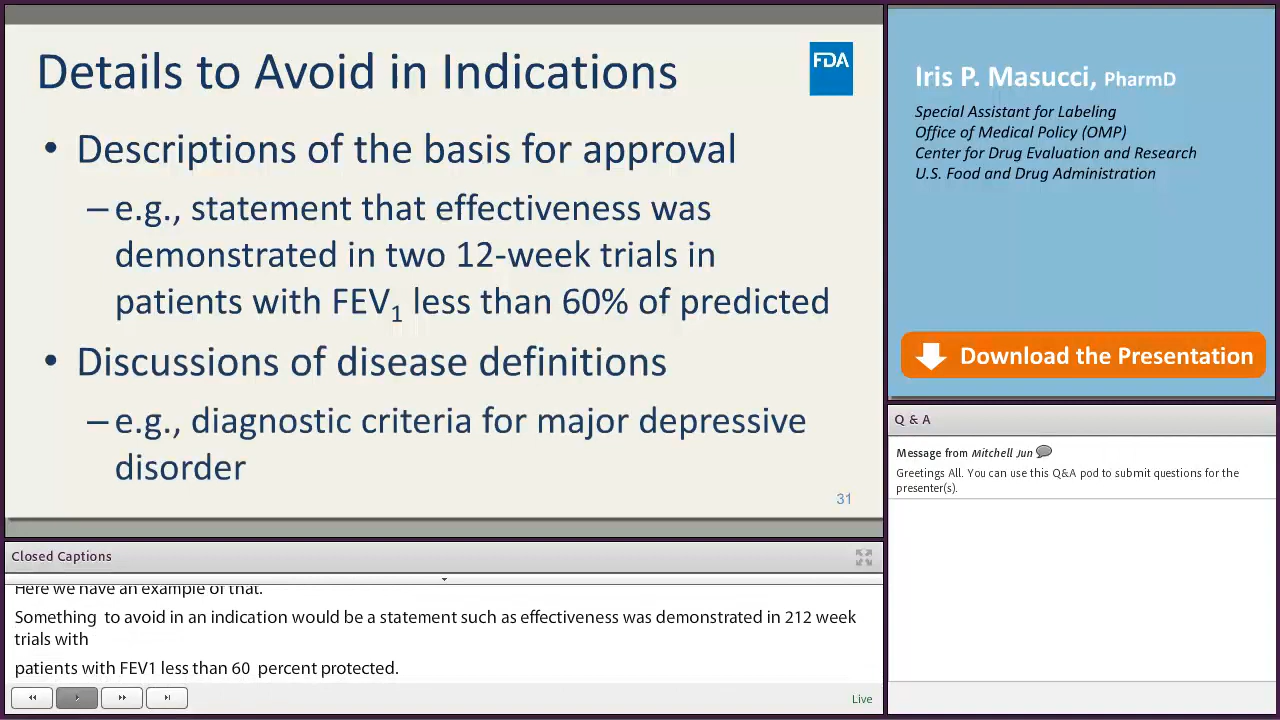 Details to Avoid in Indications
FDA
• Descriptions of the basis for approval
– e.g., statement that effectiveness was
demonstrated in two 12-week trials in
patients with FEV₁ less than 60% of predicted
• Discussions of disease definitions
– e.g., diagnostic criteria for major depressive
disorder
31
Iris P. Masucci, PharmD
Special Assistant for Labeling
Office of Medical Policy (OMP)
Center for Drug Evaluation and Research
U.S. Food and Drug Administration
Download the Presentation
Q & A
Message from Mitchell Jun
Greetings All. You can use this Q&A pod to submit questions for the
presenter(s).
Closed Captions
Here we have an example of that.
Something to avoid in an indication would be a statement such as effectiveness was demonstrated in 212 week
trials with
patients with FEV1 less than 60 percent protected.
Live